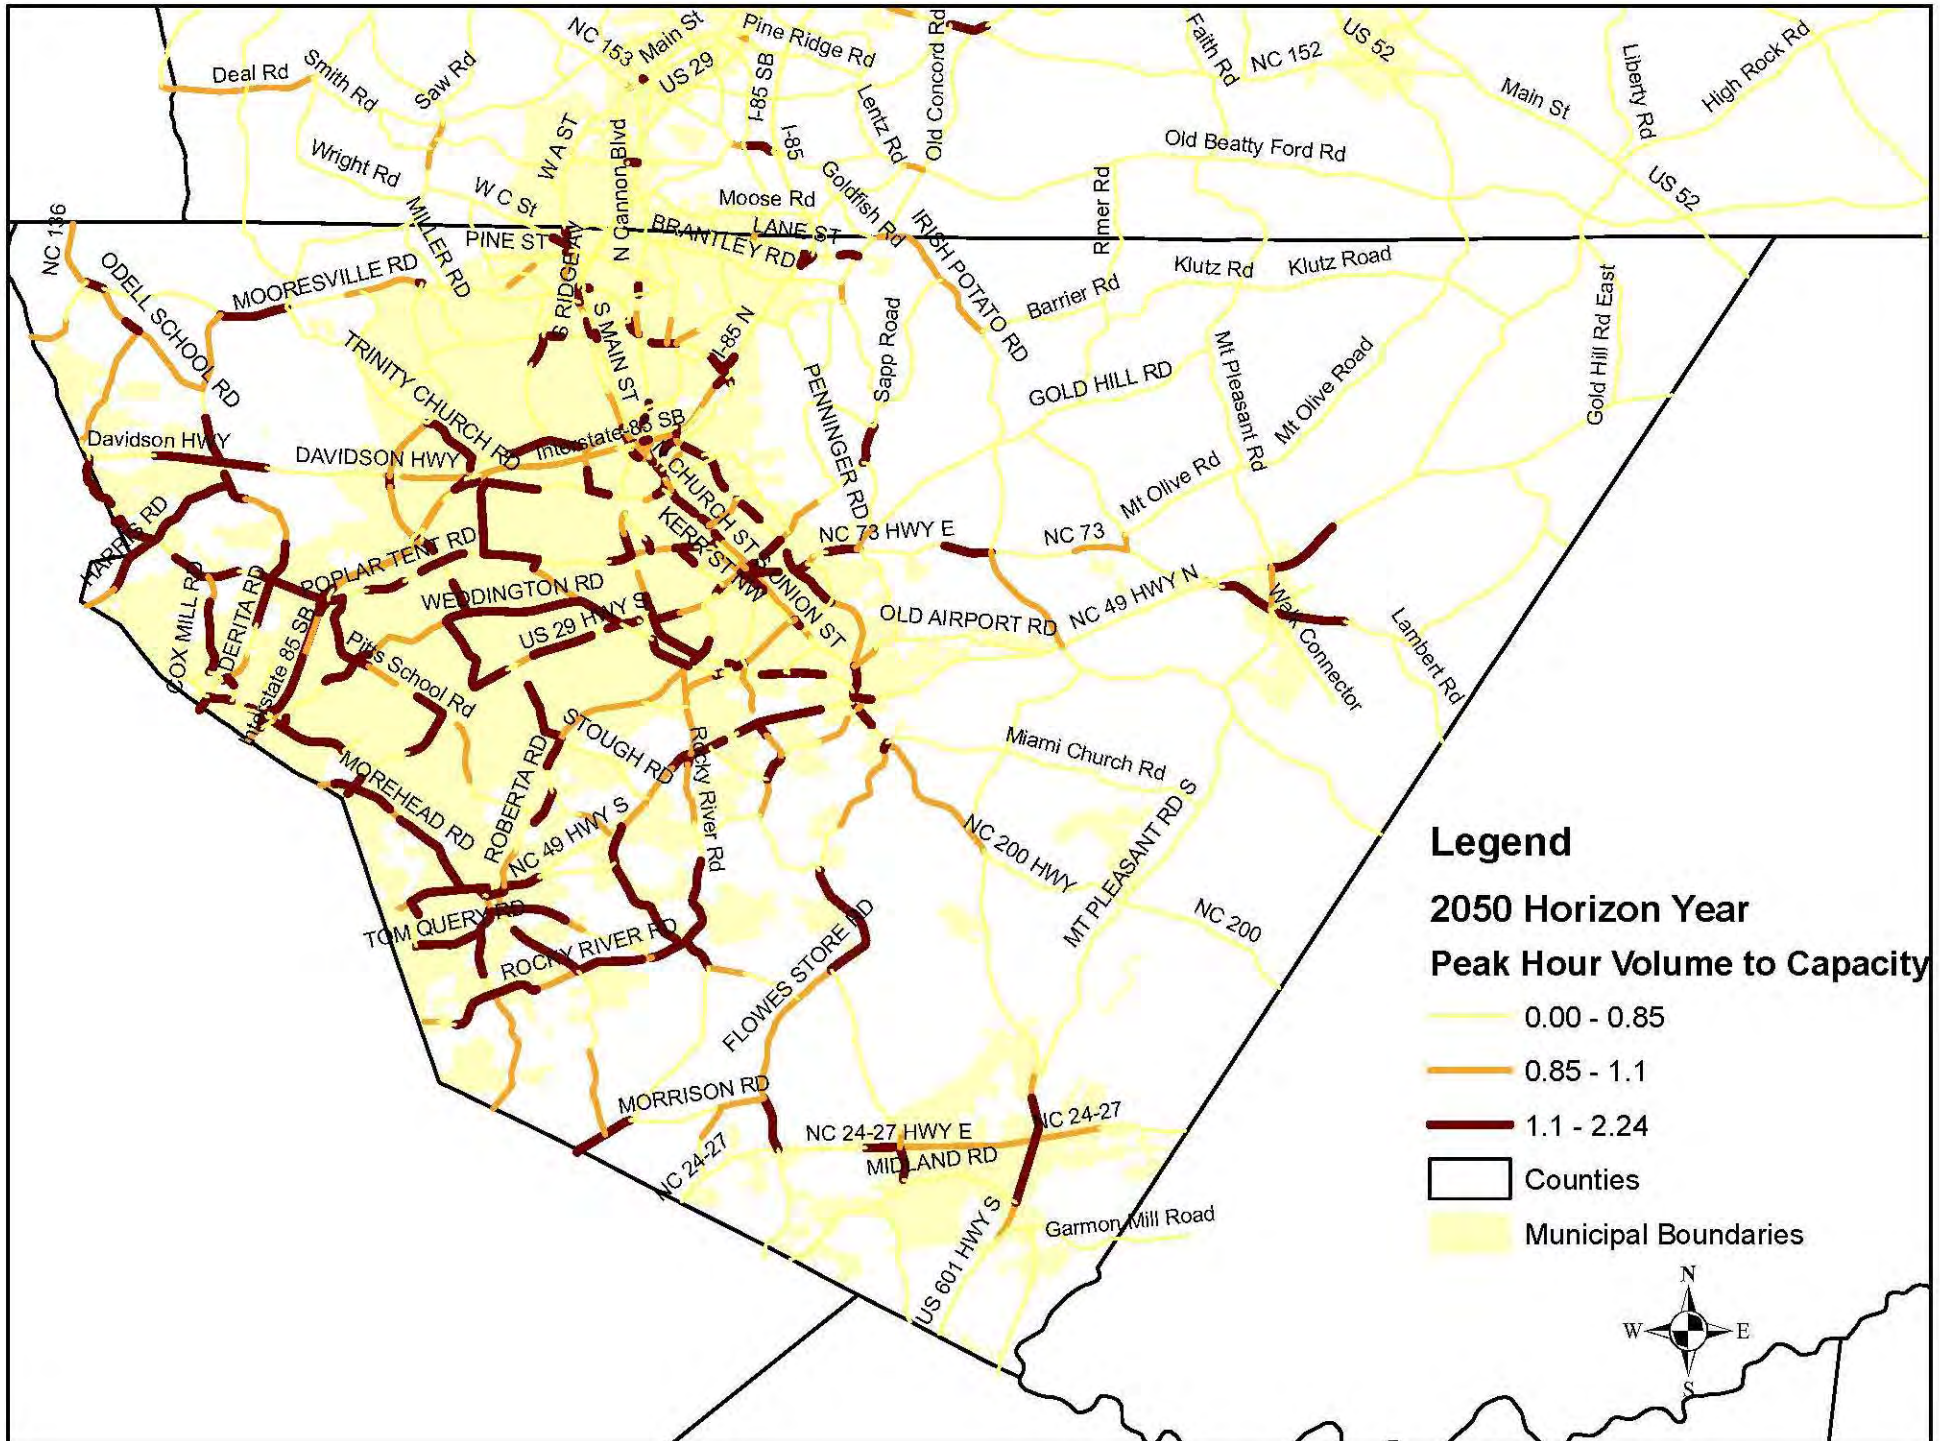 NC 153
Main St
US 29
Pine Ridge Rd
I-85 SB
I-85
Lentz Rd
Old Concord Rd
Faith Rd
NC 152
US 52
Main St
Liberty Rd
High Rock Rd
Deal Rd
Smith Rd
Saw Rd
Wright Rd
W A ST
W C St
N Cannon Blvd
Moose Rd
Goldfish Rd
Old Beatty Ford Rd
Rimer Rd
US 52
NC 136
MILLER RD
PINE ST
BRANTLEY RD
LANE ST
IRISH POTATO RD
Klutz Rd
Klutz Road
Barrier Rd
Gold Hill Rd East
ODELL SCHOOL RD
MOORESVILLE RD
S RIDGE AV
S MAIN ST
I-85 N
Sapp Road
TRINITY CHURCH RD
PENNINGER RD
GOLD HILL RD
Mt Pleasant Rd
Mt Olive Road
Davidson HWY
DAVIDSON HWY
Interstate-85 SB
N CHURCH ST
KERR ST NW
NC 73 HWY E
NC 73
Mt Olive Rd
HARRIS RD
POPLAR TENT RD
COX MILL RD
DERITA RD
WEDDINGTON RD
US 29 HWY S
S UNION ST
OLD AIRPORT RD
NC 49 HWY N
Walk Connector
Lambert Rd
Interstate 85 SB
Pitts School Rd
STOUGH RD
ROBERTA RD
Rocky River Rd
Miami Church Rd
MT PLEASANT RD S
MOREHEAD RD
NC 49 HWY S
NC 200 HWY
NC 200
TOM QUERY RD
ROCKY RIVER RD
FLOWES STORE RD
MORRISON RD
NC 24-27
NC 24-27 HWY E
MIDLAND RD
NC 24-27
US 601 HWY S
Garmon Mill Road
Legend
2050 Horizon Year
Peak Hour Volume to Capacity
0.00 - 0.85
0.85 - 1.1
1.1 - 2.24
Counties
Municipal Boundaries
N
W
E
S